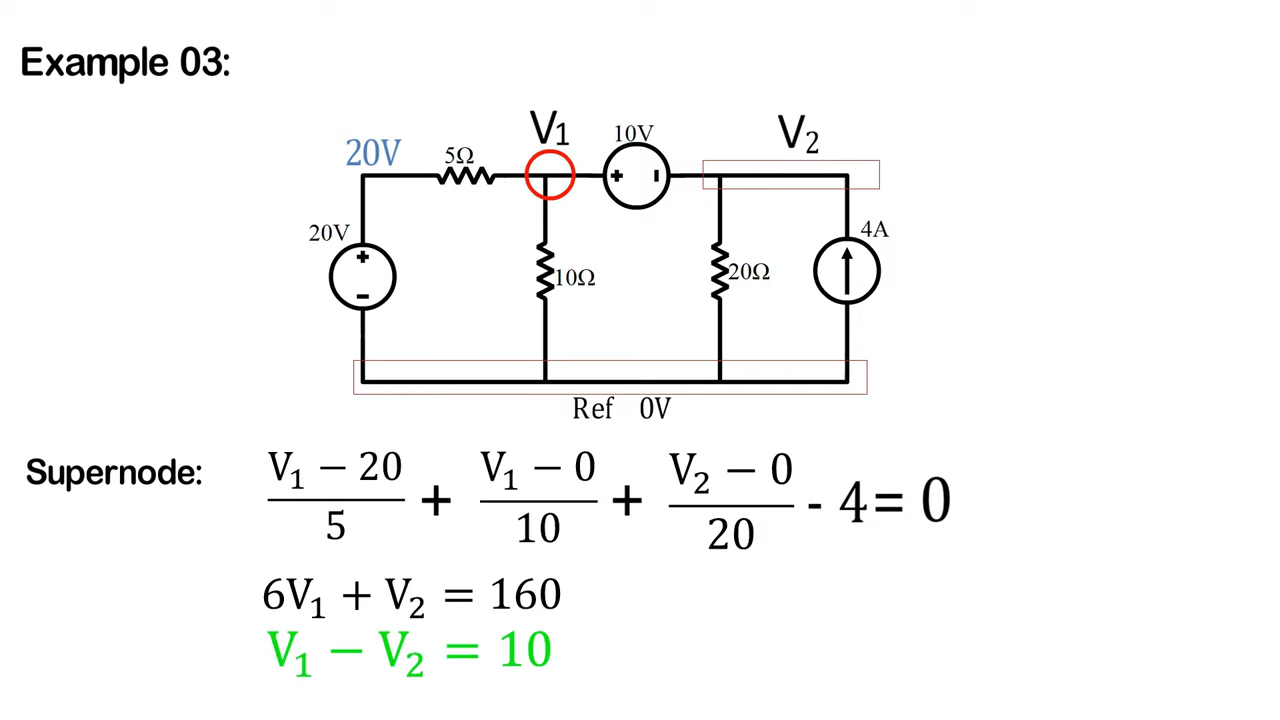 Example 03:
V₁ 10V V₂
20V 5Ω
+ -
20V 4A
+
-
10Ω 20Ω
Ref 0V
Supernode: (V₁ − 20)/5 + (V₁ − 0)/10 + (V₂ − 0)/20 - 4 = 0
6V₁ + V₂ = 160
V₁ − V₂ = 10